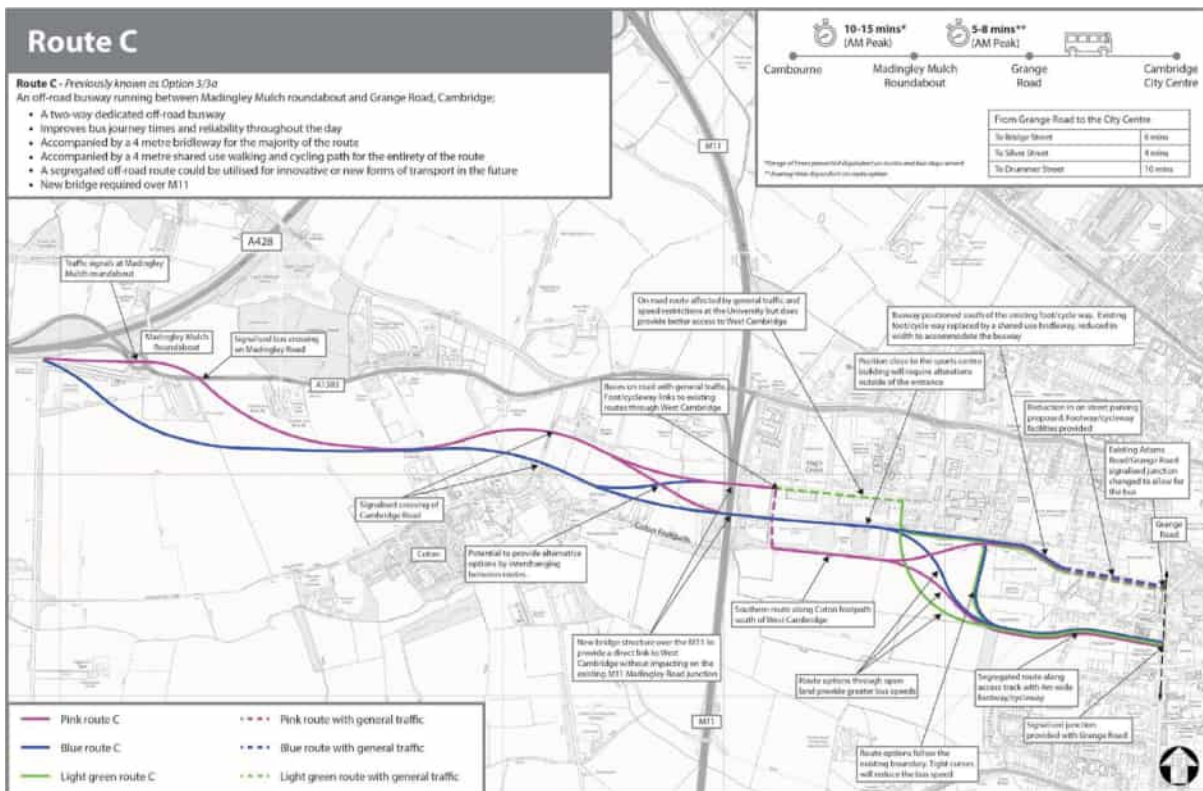 Route C
Route C - Previously known as Option 3/3a
An off-road busway running between Madingley Mulch roundabout and Grange Road, Cambridge:
• A two-way dedicated off-road busway
• Improves bus journey times and reliability throughout the day
• Accompanied by a 4 metre bridleway for the majority of the route
• Accompanied by a 4 metre shared use walking and cycling path for the entirety of the route
• A segregated off-road route could be utilised for innovative or new forms of transport in the future
• New bridge required over M11
10-15 mins*
(AM Peak)
5-8 mins**
(AM Peak)
Cambourne
Madingley Mulch
Roundabout
Grange
Road
Cambridge
City Centre
From Grange Road to the City Centre
To Bridge Street 6 mins
To Silver Street 4 mins
To Drummer Street 10 mins
M11
A428
Traffic signals at Madingley
Mulch roundabout
Madingley Mulch
Roundabout
Signalised bus crossing
on Madingley Road
A1303
On road route affected by general traffic and
speed restrictions at the University but does
provide better access to West Cambridge
Busway positioned south of the existing foot/cycle way. Existing
foot/cycle way replaced by a shared use bridleway, reduced in
width to accommodate the busway
Position close to the sports centre
building will require alterations
outside of the entrance
Buses on road with general traffic.
Foot/cycleway links to existing
routes through West Cambridge
Reduction in on street parking
proposed. Footway/cycleway
facilities provided
Existing Adams
Road/Grange Road
signalised junction
changed to allow for
the bus
Grange
Road
High
Cross
Signalised crossing of
Cambridge Road
Coton
Coton Footpath
Potential to provide alternative
options by interchanging
between routes.
Southern route along Coton footpath
south of West Cambridge
New bridge structure over the M11 to
provide a direct link to West
Cambridge without impacting on the
existing M11 Madingley Road junction
Route options through open
land provide greater bus speeds
Segregated route along
access track with 4m wide
footway/cycleway
Signalised junction
provided with Grange Road
Route options follow the
existing boundary. Tight curves
will reduce the bus speed
M11
Pink route C
Pink route with general traffic
Blue route C
Blue route with general traffic
Light green route C
Light green route with general traffic